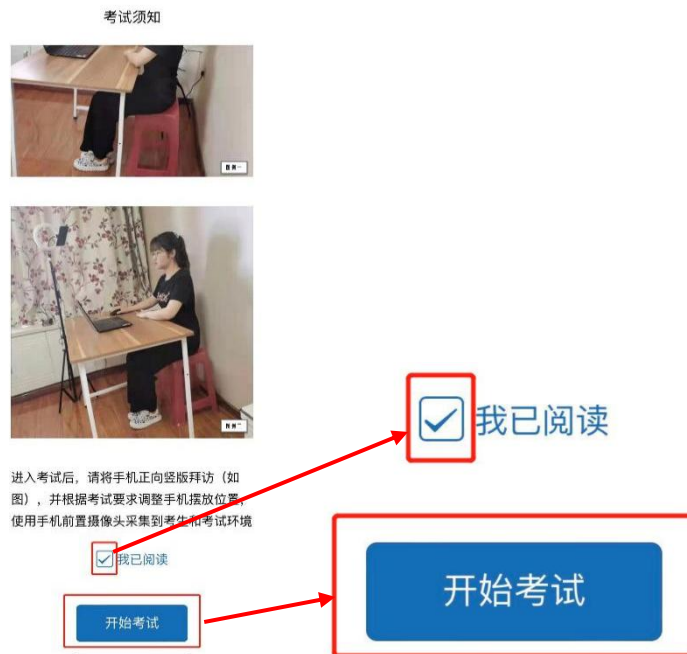 考试须知
进入考试后，请将手机正向竖版拜访（如
图），并根据考试要求调整手机摆放位置，
使用手机前置摄像头采集到考生和考试环境
我已阅读
开始考试
我已阅读
开始考试